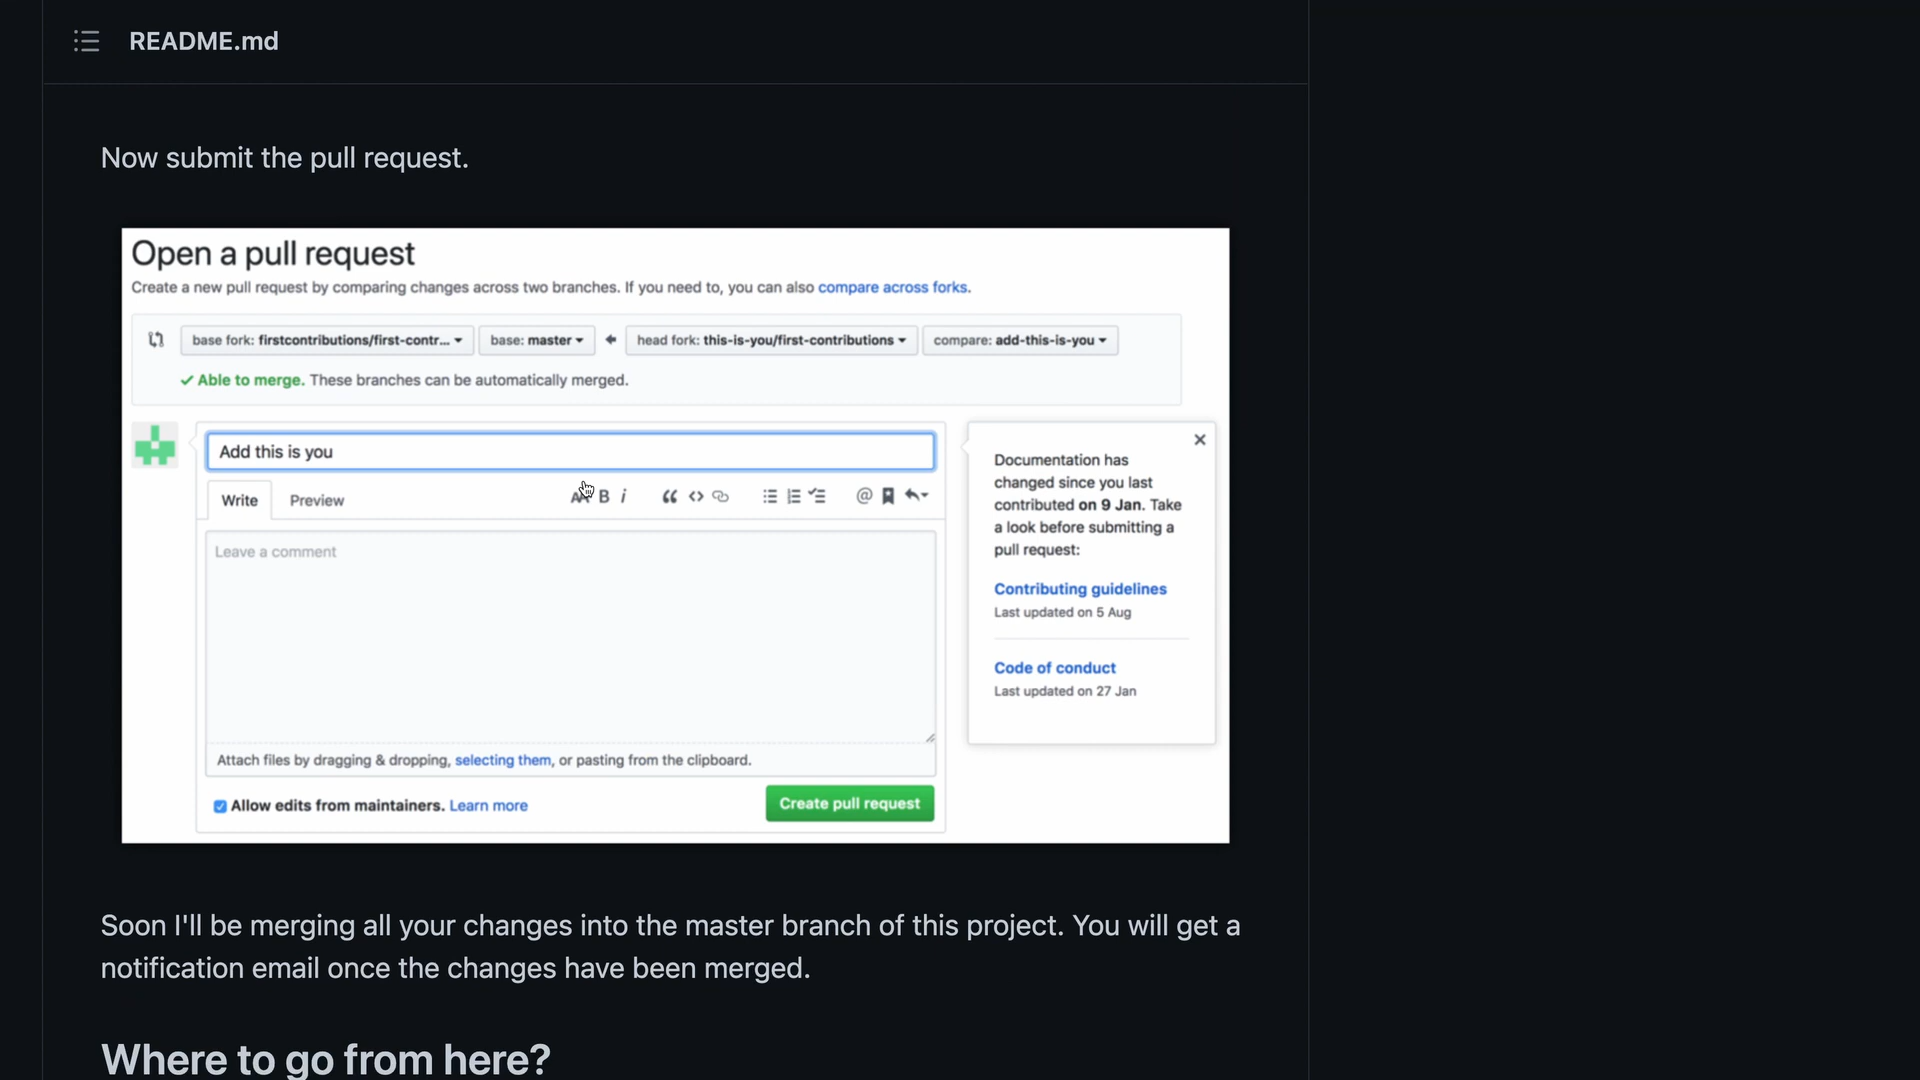 README.md
Now submit the pull request.
Open a pull request
Create a new pull request by comparing changes across two branches. If you need to, you can also compare across forks.
base fork: firstcontributions/first-contr... base: master head fork: this-is-you/first-contributions compare: add-this-is-you
Able to merge. These branches can be automatically merged.
Add this is you
Write Preview
B i
Leave a comment
Attach files by dragging & dropping, selecting them, or pasting from the clipboard.
Allow edits from maintainers. Learn more
Create pull request
Documentation has
changed since you last
contributed on 9 Jan. Take
a look before submitting a
pull request:
Contributing guidelines
Last updated on 5 Aug
Code of conduct
Last updated on 27 Jan
Soon I'll be merging all your changes into the master branch of this project. You will get a
notification email once the changes have been merged.
Where to go from here?